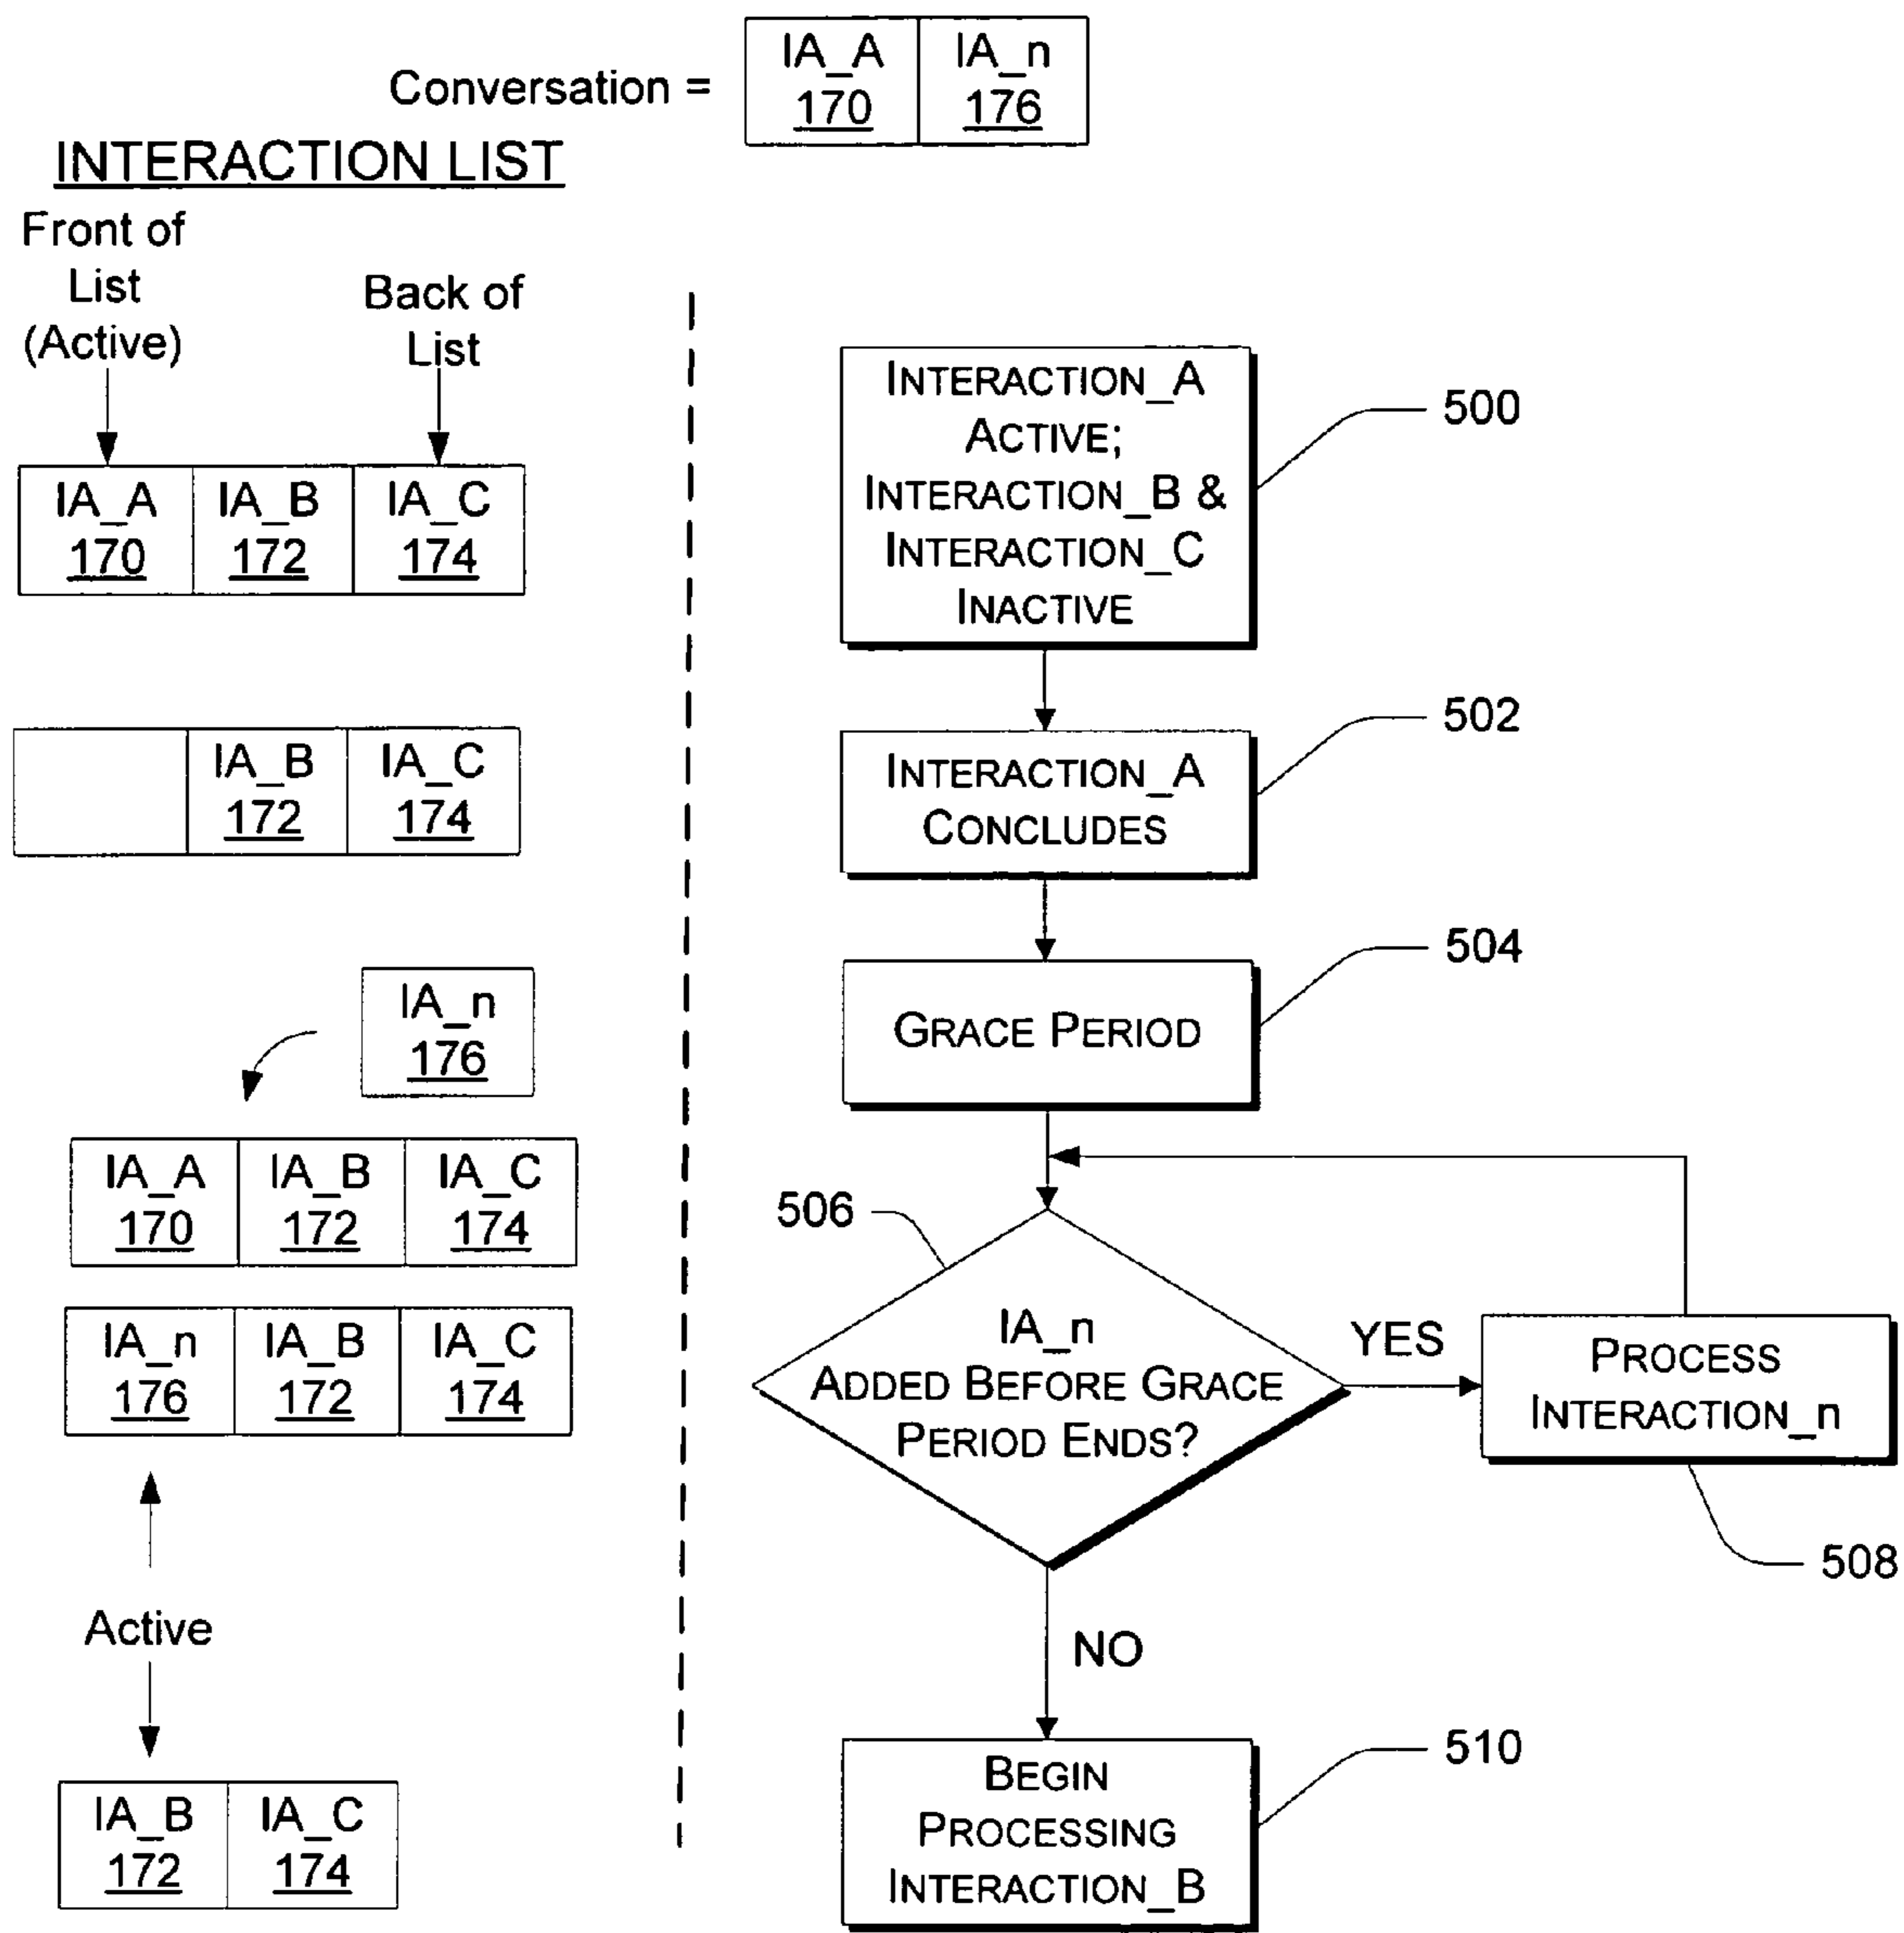 Conversation =
IA_A
170
IA_n
176
INTERACTION LIST
Front of
List
(Active)
Back of
List
IA_A
170
IA_B
172
IA_C
174
IA_B
172
IA_C
174
IA_n
176
IA_A
170
IA_B
172
IA_C
174
IA_n
176
IA_B
172
IA_C
174
Active
IA_B
172
IA_C
174
INTERACTION_A
ACTIVE;
INTERACTION_B &
INTERACTION_C
INACTIVE
500
INTERACTION_A
CONCLUDES
502
GRACE PERIOD
504
506
IA_n
ADDED BEFORE GRACE
PERIOD ENDS?
YES
PROCESS
INTERACTION_n
508
NO
BEGIN
PROCESSING
INTERACTION_B
510